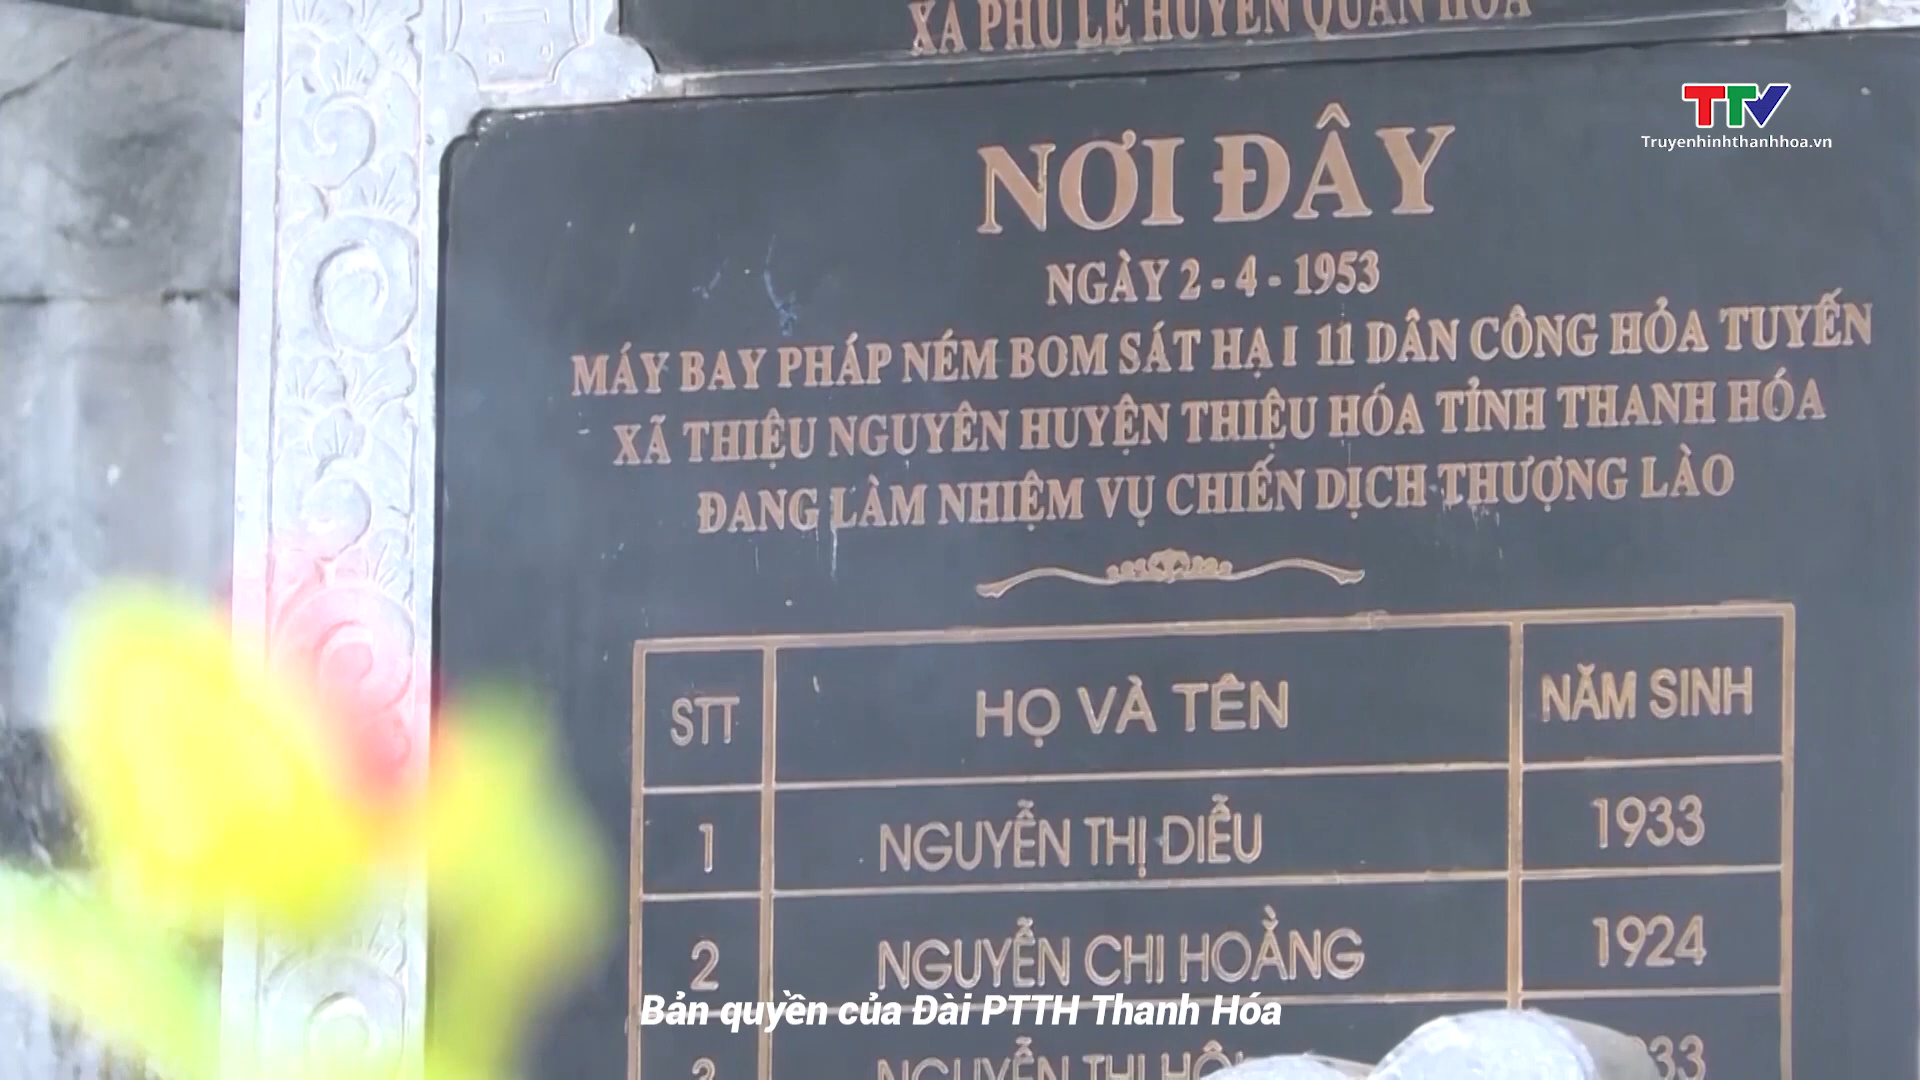 XÃ PHÚ LỆ HUYỆN QUAN HÓA
TTV
Truyenhinhthanhhoa.vn
NƠI ĐÂY
NGÀY 2 - 4 - 1953
MÁY BAY PHÁP NÉM BOM SÁT HẠI 11 DÂN CÔNG HỎA TUYẾN
XÃ THIỆU NGUYÊN HUYỆN THIỆU HÓA TỈNH THANH HÓA
ĐANG LÀM NHIỆM VỤ CHIẾN DỊCH THƯỢNG LÀO
STT HỌ VÀ TÊN NĂM SINH
1 NGUYỄN THỊ DIỄU 1933
2 NGUYỄN CHI HOẰNG 1924
Bản quyền của Đài PTTH Thanh Hóa
3 NGUYỄN THỊ